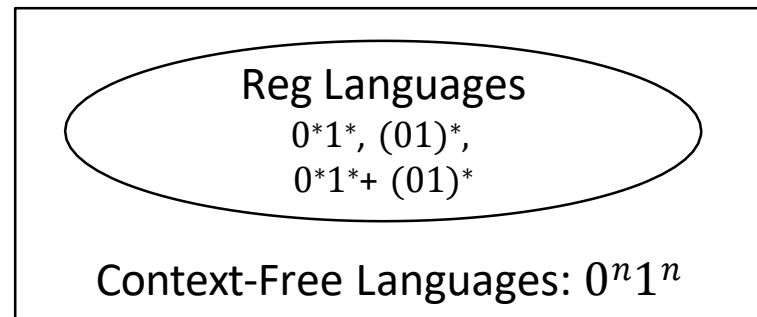 Reg Languages
0*1*, (01)*,
0*1*+ (01)*
Context-Free Languages: 0ⁿ1ⁿ